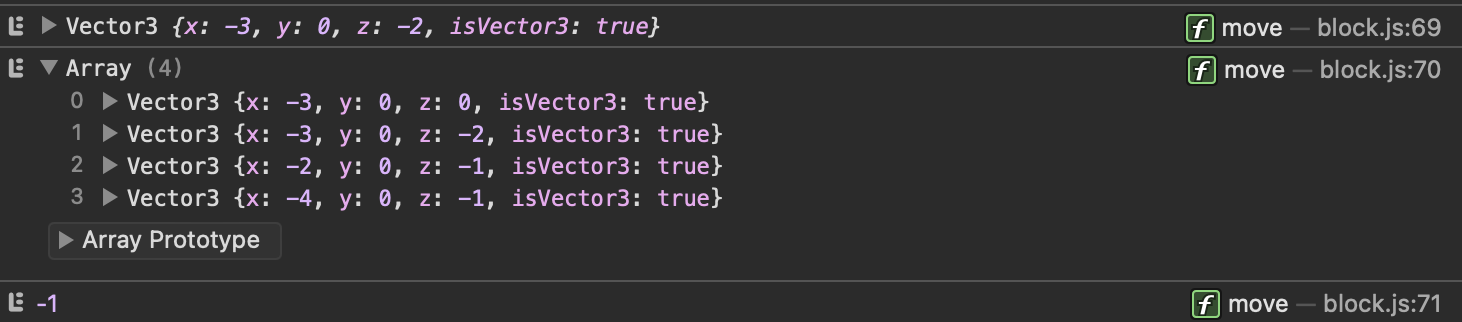 Vector3 {x: -3, y: 0, z: -2, isVector3: true} f move — block.js:69
Array (4) f move — block.js:70
0 Vector3 {x: -3, y: 0, z: 0, isVector3: true}
1 Vector3 {x: -3, y: 0, z: -2, isVector3: true}
2 Vector3 {x: -2, y: 0, z: -1, isVector3: true}
3 Vector3 {x: -4, y: 0, z: -1, isVector3: true}
Array Prototype
-1 f move — block.js:71